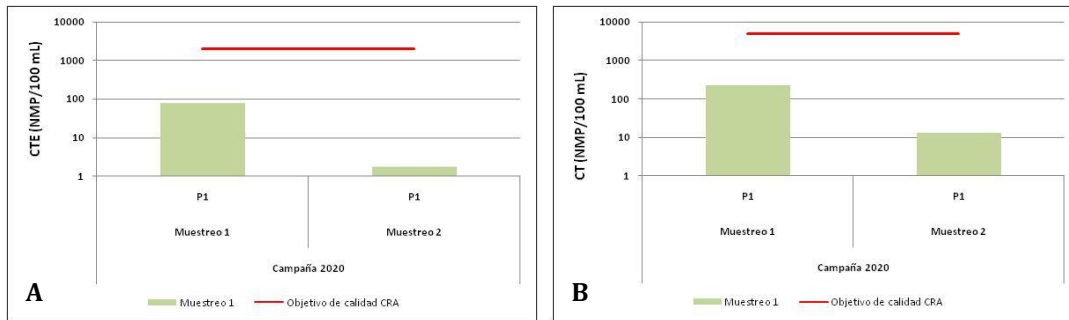 10000
1000
100
10
1
CTE (NMP/100 mL)
P1 P1
Muestreo 1 Muestreo 2
Campaña 2020
A
Muestreo 1 Objetivo de calidad CRA
10000
1000
100
10
1
CT (NMP/100 mL)
P1 P1
Muestreo 1 Muestreo 2
Campaña 2020
B
Muestreo 1 Objetivo de calidad CRA